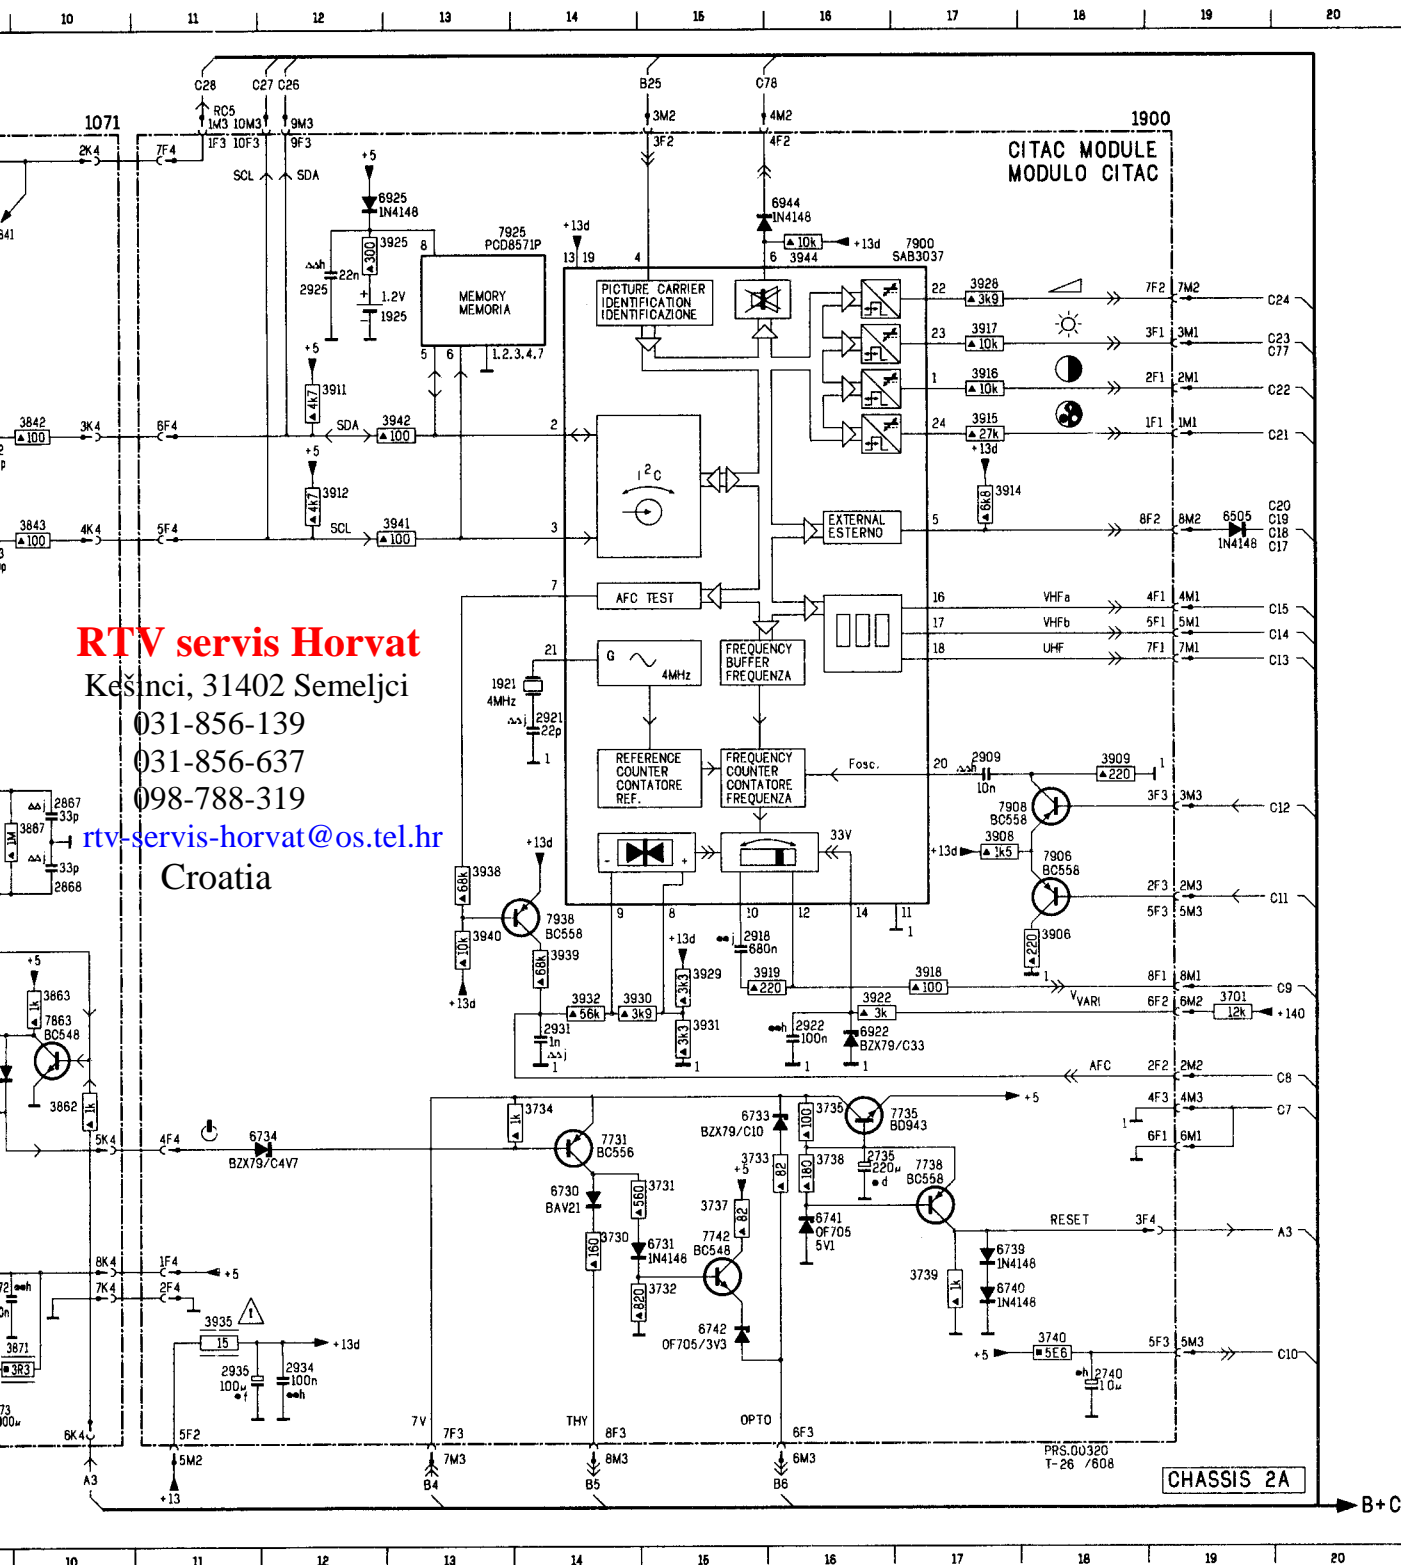 10 11 12 13 14 15 16 17 18 19 20
C28 C27 C26 B25 C78
RC5
1M3 10M3 9M3 3M2 4M2
1071 1900
1F3 10F3 9F3 3F2 4F2
2K4 7F4
CITAC MODULE
MODULO CITAC
+5
SCL SDA
6925
1N4148
6944
1N4148
+13d
7925
PCD8571P
8
3925
300
22n
2925
+ 1.2V
- 1925
MEMORY
MEMORIA
5 6 1.2.3.4.7
10k
3944
+13d
7900
SAB3037
13 19 4 6
PICTURE CARRIER
IDENTIFICATION
IDENTIFICAZIONE
22 3928 7F2 7M2
3k9 C24
23 3917 3F1 3M1 C23
10k C77
1 3916 2F1 2M1
10k C22
24 3915 1F1 1M1
27k C21
+13d
+5
3911
4k7
3842 3K4 6F4 SDA 3942 2
100 100
+5
3912
4k7
I²C
3914
6k8
3843 4K4 5F4 SCL 3941 3
100 100
EXTERNAL
ESTERNO
5 8F2 8M2 6505
1N4148
C20
C19
C18
C17
7
AFC TEST
16 VHFa 4F1 4M1 C15
17 VHFb 5F1 5M1 C14
18 UHF 7F1 7M1 C13
RTV servis Horvat
Kešinci, 31402 Semeljci
031-856-139
031-856-637
098-788-319
rtv-servis-horvat@os.tel.hr
Croatia
21
G 4MHz
FREQUENCY
BUFFER
FREQUENZA
1921
4MHz
2921
22p
1
REFERENCE
COUNTER
CONTATORE
REF.
FREQUENCY
COUNTER
CONTATORE
FREQUENZA
Fosc. 20 2909
10n
3909
220
1
2867
33p
3867
1M
33p
2868
7908
BC558
3F3 3M3 C12
3908
+13d 1k5
7906
BC558
2F3 2M3 C11
5F3 5M3
3906
220
1
33V
- +
+13d
3938
68k
7938
BC558
3940
10k
3939
68k
+13d
9 8 10 12 14 11
1
2918
680n
+13d
3929
3k3
3919
220
3918
100
8F1 8M1 C9
3932
56k
3930
3k9
3931
3k3
1
2931
1n
1
2922
100n
3922
3k
6922
BZX79/C33
1
VVARI
6F2 6M2 3701
12k +140
+5
3863
1k
7863
BC548
3862
1k
AFC 2F2 2M2 C8
4F3 4M3 C7
1
6F1 6M1
+5
5K4 4F4 6734
BZX79/C4V7
3734
1k
7731
BC556
6733
BZX79/C10
3733
82
3735
100
3738
180
7735
BD943
2735
220µ
d
7738
BC558
6730
BAV21
3731
560
3730
160
6731
1N4148
3732
820
+5
3737
82
7742
BC548
6742
OF705/3V3
6741
OF705
5V1
RESET 3F4 A3
6739
1N4148
6740
1N4148
3739
1k
8K4 1F4 +5
7K4 2F4
3935
15 +13d
2935
100µ
f
2934
100n
h
3871
3R3
3740
+5 5E6
5F3 5M3 C10
h 2740
10µ
7V THY OPTO
6K4 5F2 7F3 8F3 6F3
5M2 7M3 8M3 6M3
A3 +13 B4 B5 B6
PRS.00320
T-26 /608
CHASSIS 2A
B+C
10 11 12 13 14 15 16 17 18 19 20